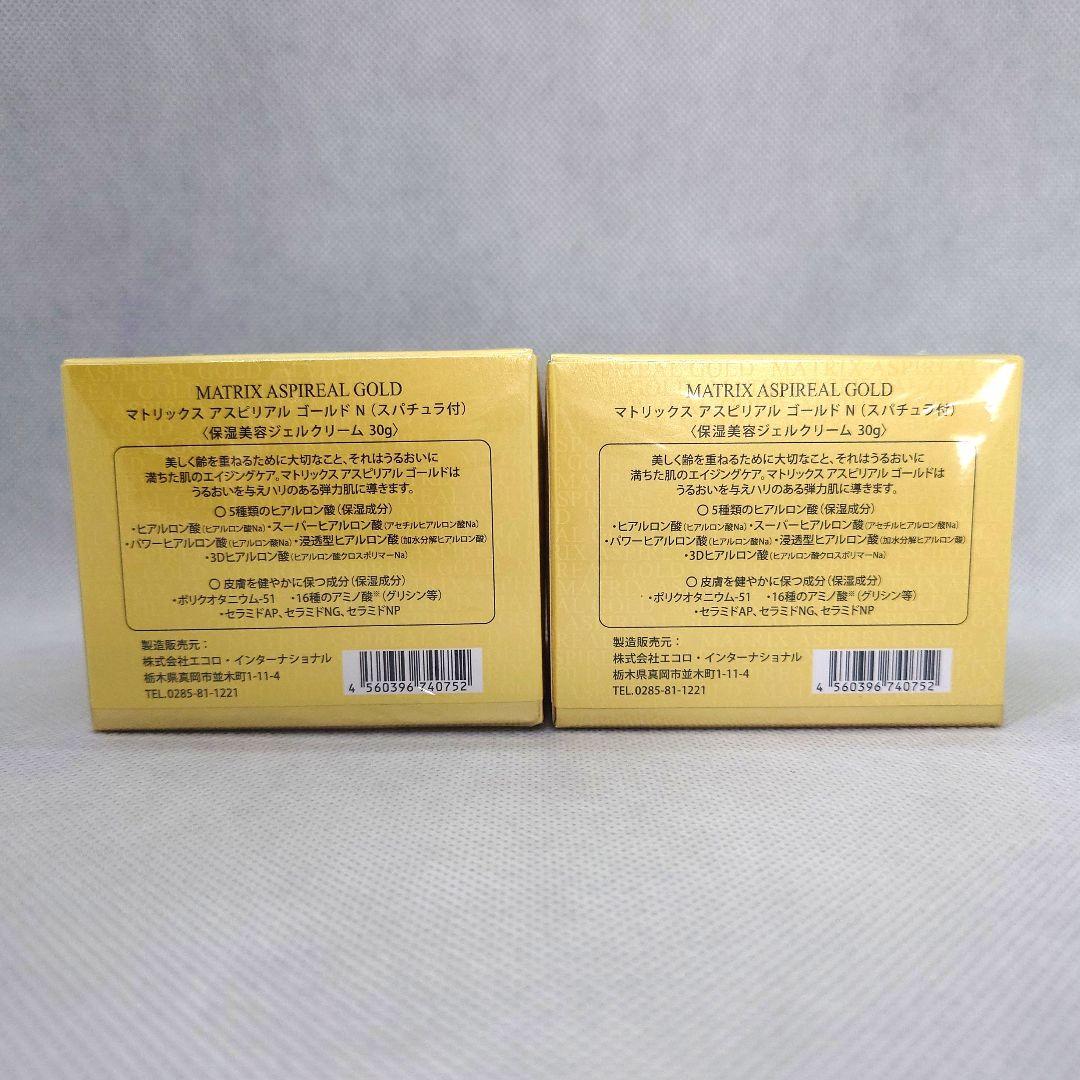 MATRIX ASPIREAL GOLD
マトリックス アスピリアル ゴールド N（スパチュラ付）
〈保湿美容ジェルクリーム 30g〉
美しく齢を重ねるために大切なこと、それはうるおいに
満ちた肌のエイジングケア。マトリックス アスピリアル ゴールドは
うるおいを与えハリのある弾力肌に導きます。
〇 5種類のヒアルロン酸（保湿成分）
・ヒアルロン酸（ヒアルロン酸Na）・スーパーヒアルロン酸（アセチルヒアルロン酸Na）
・パワーヒアルロン酸（ヒアルロン酸Na）・浸透型ヒアルロン酸（加水分解ヒアルロン酸）
・3Dヒアルロン酸（ヒアルロン酸クロスポリマーNa）
〇 皮膚を健やかに保つ成分（保湿成分）
・ポリクオタニウム-51 ・16種のアミノ酸※（グリシン等）
・セラミドAP、セラミドNG、セラミドNP
製造販売元：
株式会社エコロ・インターナショナル
栃木県真岡市並木町1-11-4
TEL.0285-81-1221
4 560396 740752
MATRIX ASPIREAL GOLD
マトリックス アスピリアル ゴールド N（スパチュラ付）
〈保湿美容ジェルクリーム 30g〉
美しく齢を重ねるために大切なこと、それはうるおいに
満ちた肌のエイジングケア。マトリックス アスピリアル ゴールドは
うるおいを与えハリのある弾力肌に導きます。
〇 5種類のヒアルロン酸（保湿成分）
・ヒアルロン酸（ヒアルロン酸Na）・スーパーヒアルロン酸（アセチルヒアルロン酸Na）
・パワーヒアルロン酸（ヒアルロン酸Na）・浸透型ヒアルロン酸（加水分解ヒアルロン酸）
・3Dヒアルロン酸（ヒアルロン酸クロスポリマーNa）
〇 皮膚を健やかに保つ成分（保湿成分）
・ポリクオタニウム-51 ・16種のアミノ酸※（グリシン等）
・セラミドAP、セラミドNG、セラミドNP
製造販売元：
株式会社エコロ・インターナショナル
栃木県真岡市並木町1-11-4
TEL.0285-81-1221
4 560396 740752